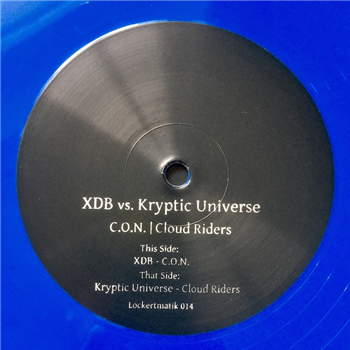 XDB vs. Kryptic Universe
C.O.N. | Cloud Riders
This Side:
XDB - C.O.N.
That Side:
Kryptic Universe - Cloud Riders
Lockertmatik 014